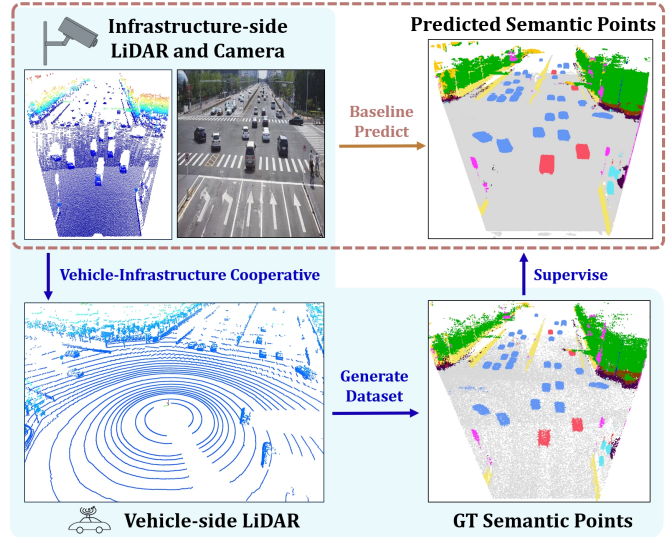 Infrastructure-side
LiDAR and Camera
Predicted Semantic Points
Baseline
Predict
Vehicle-Infrastructure Cooperative
Supervise
Generate
Dataset
Vehicle-side LiDAR
GT Semantic Points